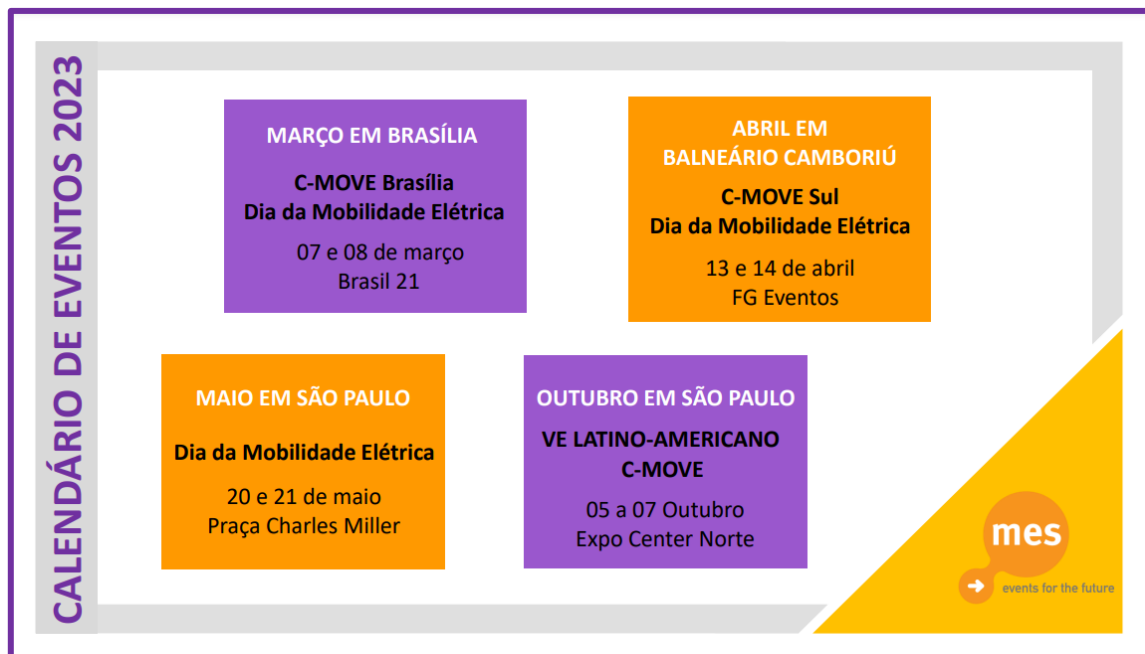 CALENDÁRIO DE EVENTOS 2023
MARÇO EM BRASÍLIA
C-MOVE Brasília
Dia da Mobilidade Elétrica
07 e 08 de março
Brasil 21
ABRIL EM
BALNEÁRIO CAMBORIÚ
C-MOVE Sul
Dia da Mobilidade Elétrica
13 e 14 de abril
FG Eventos
MAIO EM SÃO PAULO
Dia da Mobilidade Elétrica
20 e 21 de maio
Praça Charles Miller
OUTUBRO EM SÃO PAULO
VE LATINO-AMERICANO
C-MOVE
05 a 07 Outubro
Expo Center Norte
mes
events for the future